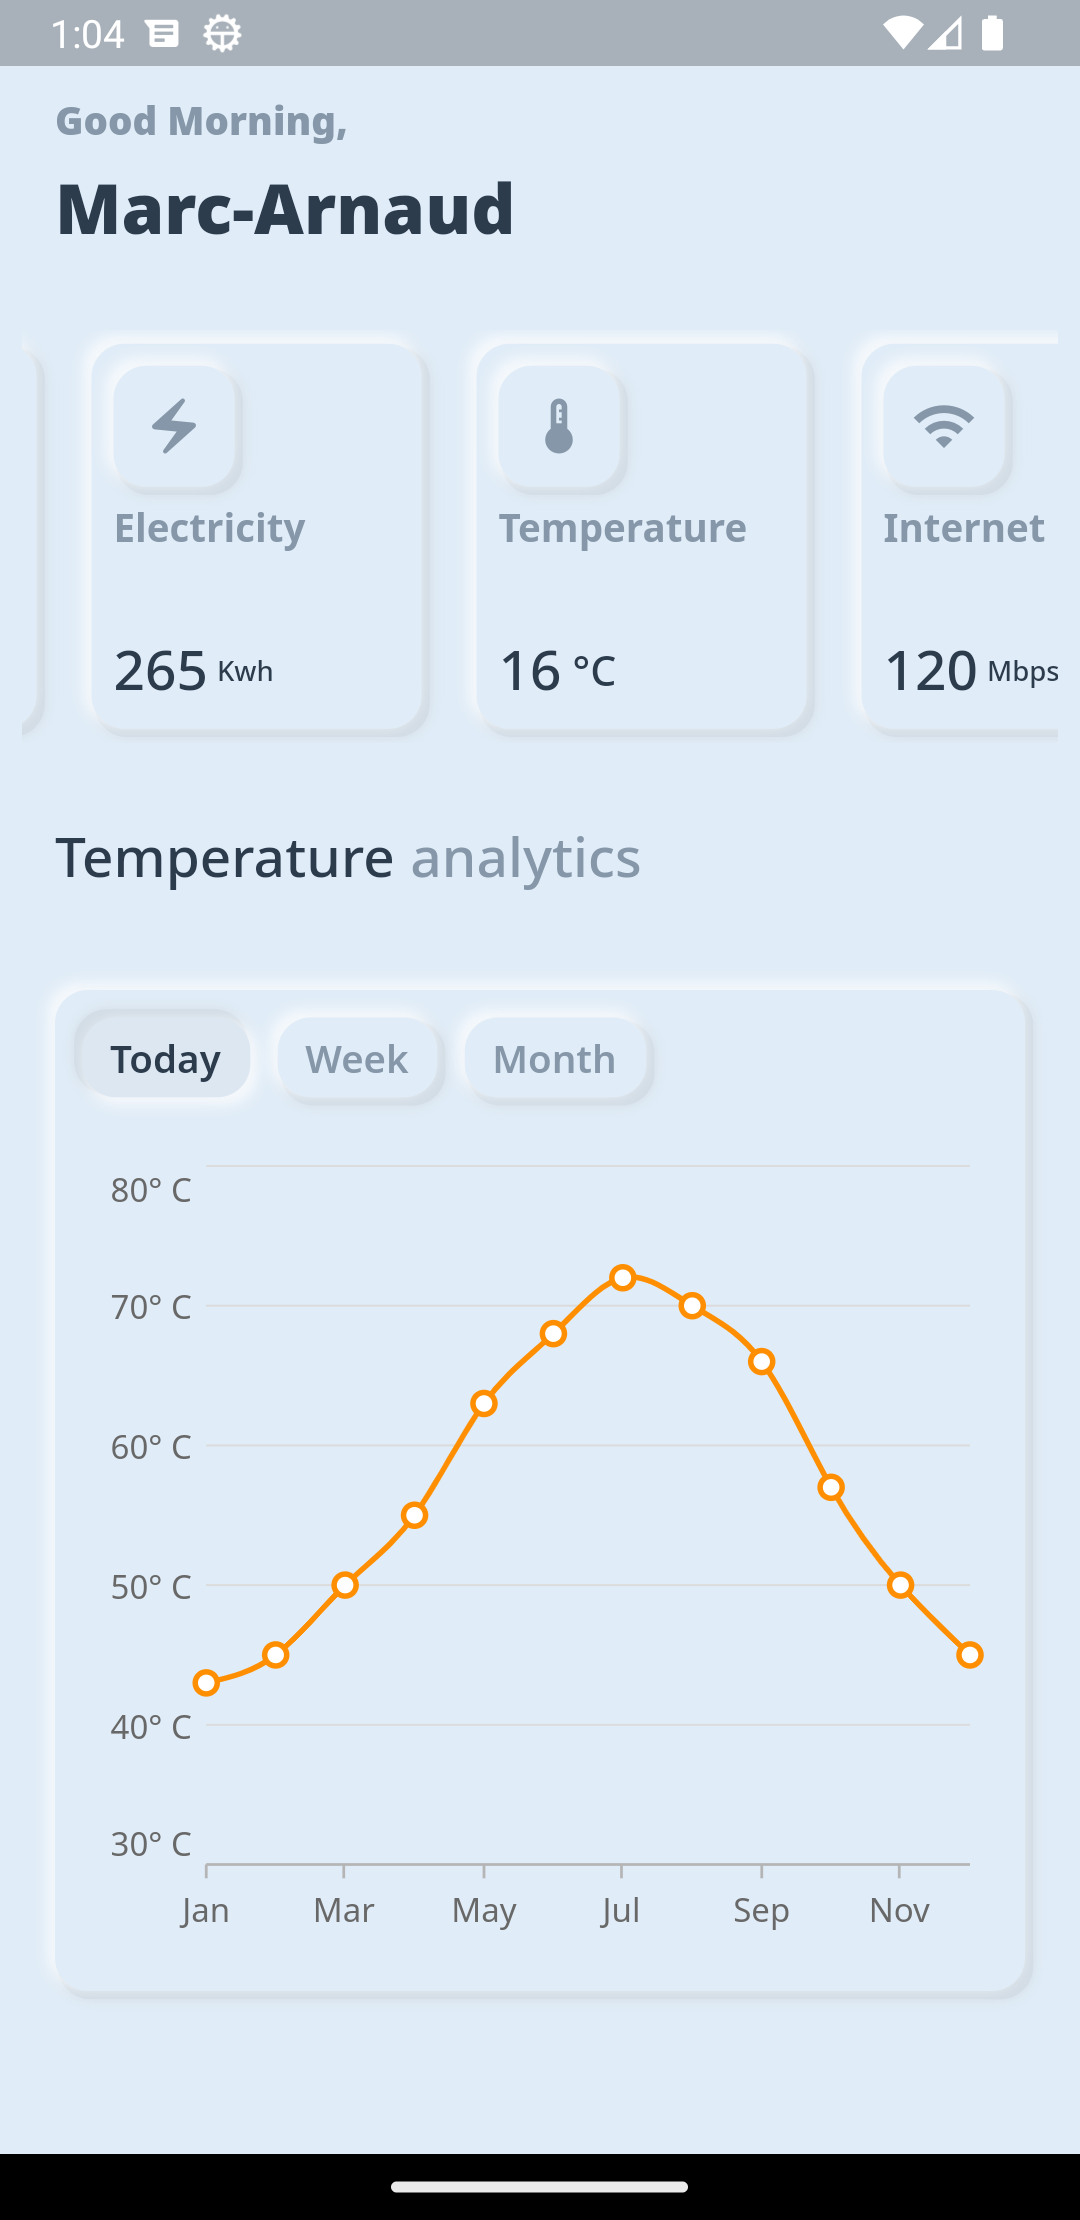 1:04
Good Morning,
Marc-Arnaud
Electricity
Temperature
Internet
265 Kwh
16 °C
120 Mbps
Temperature analytics
Today
Week
Month
80° C
70° C
60° C
50° C
40° C
30° C
Jan
Mar
May
Jul
Sep
Nov